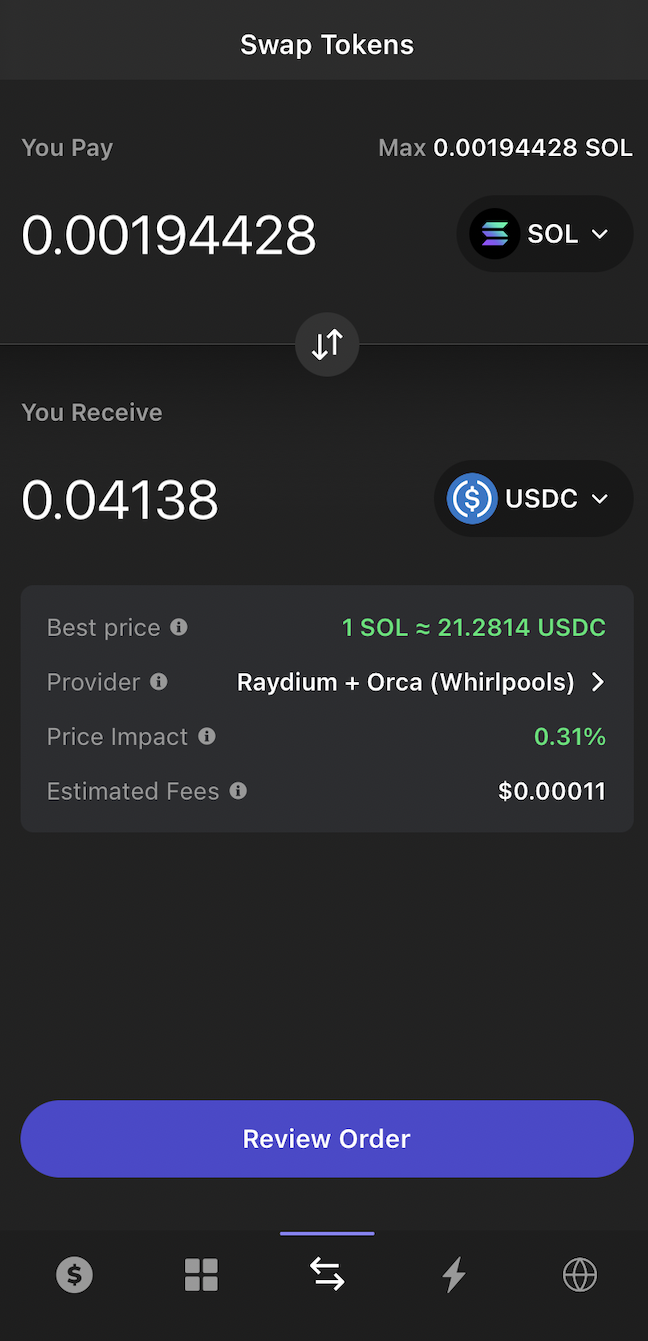 Swap Tokens
You Pay Max 0.00194428 SOL
0.00194428 SOL
You Receive
0.04138 USDC
Best price 1 SOL ≈ 21.2814 USDC
Provider Raydium + Orca (Whirlpools)
Price Impact 0.31%
Estimated Fees $0.00011
Review Order